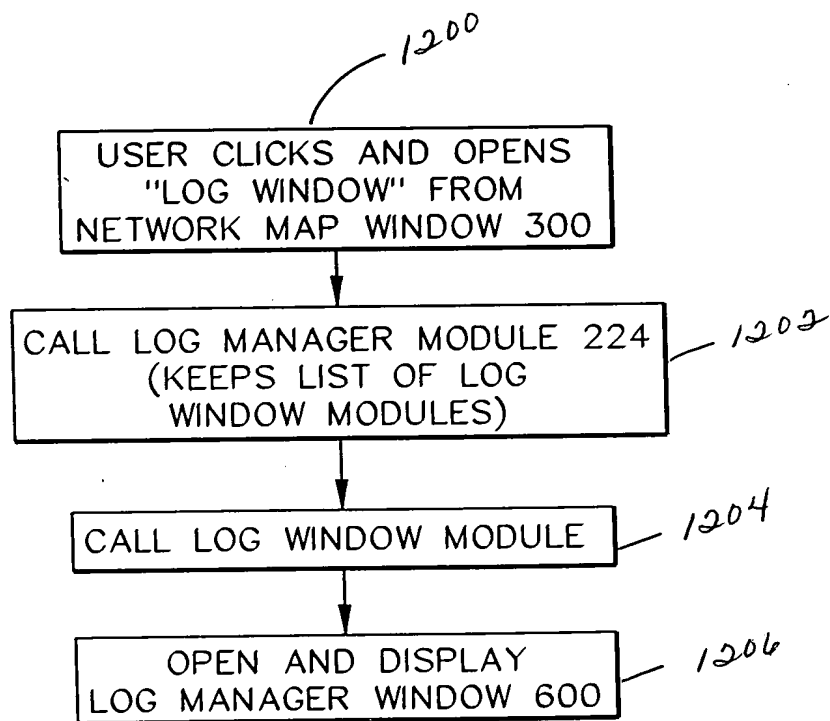 1200
USER CLICKS AND OPENS
"LOG WINDOW" FROM
NETWORK MAP WINDOW 300
CALL LOG MANAGER MODULE 224
(KEEPS LIST OF LOG
WINDOW MODULES)
1202
CALL LOG WINDOW MODULE
1204
OPEN AND DISPLAY
LOG MANAGER WINDOW 600
1206